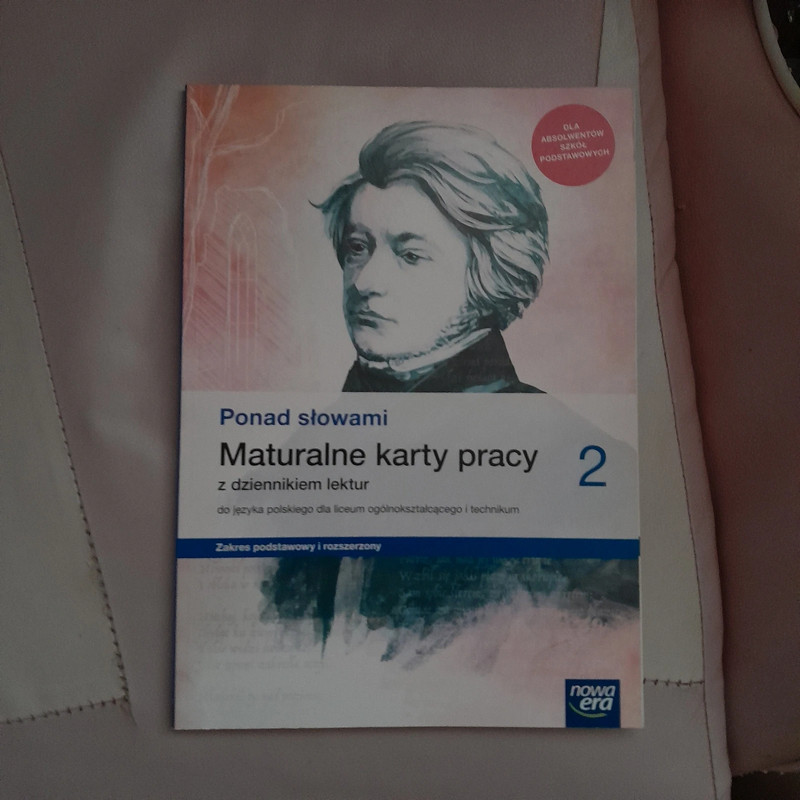 DLA
ABSOLWENTÓW
SZKÓŁ
PODSTAWOWYCH
Ponad słowami
Maturalne karty pracy 2
z dziennikiem lektur
do języka polskiego dla liceum ogólnokształcącego i technikum
Zakres podstawowy i rozszerzony
nowa
era